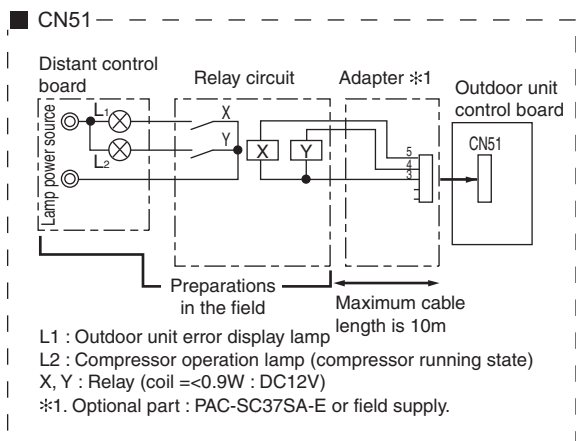 CN51
Distant control
board
Relay circuit
Adapter ✻1
Outdoor unit
control board
Lamp power source
L1
L2
X
Y
X
Y
5
4
3
CN51
Preparations
in the field
Maximum cable
length is 10m
L1 : Outdoor unit error display lamp
L2 : Compressor operation lamp (compressor running state)
X, Y : Relay (coil =<0.9W : DC12V)
✻1. Optional part : PAC-SC37SA-E or field supply.